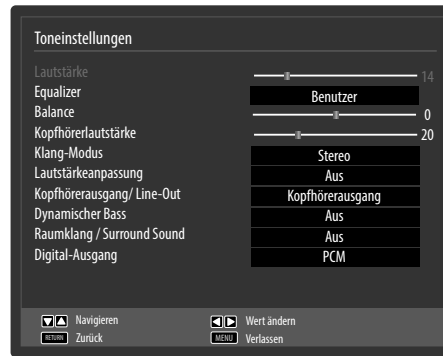 Toneinstellungen
Lautstärke 14
Equalizer Benutzer
Balance 0
Kopfhörerlautstärke 20
Klang-Modus Stereo
Lautstärkeanpassung Aus
Kopfhörerausgang/ Line-Out Kopfhörerausgang
Dynamischer Bass Aus
Raumklang / Surround Sound Aus
Digital-Ausgang PCM
Navigieren Wert ändern
RETURN Zurück MENU Verlassen